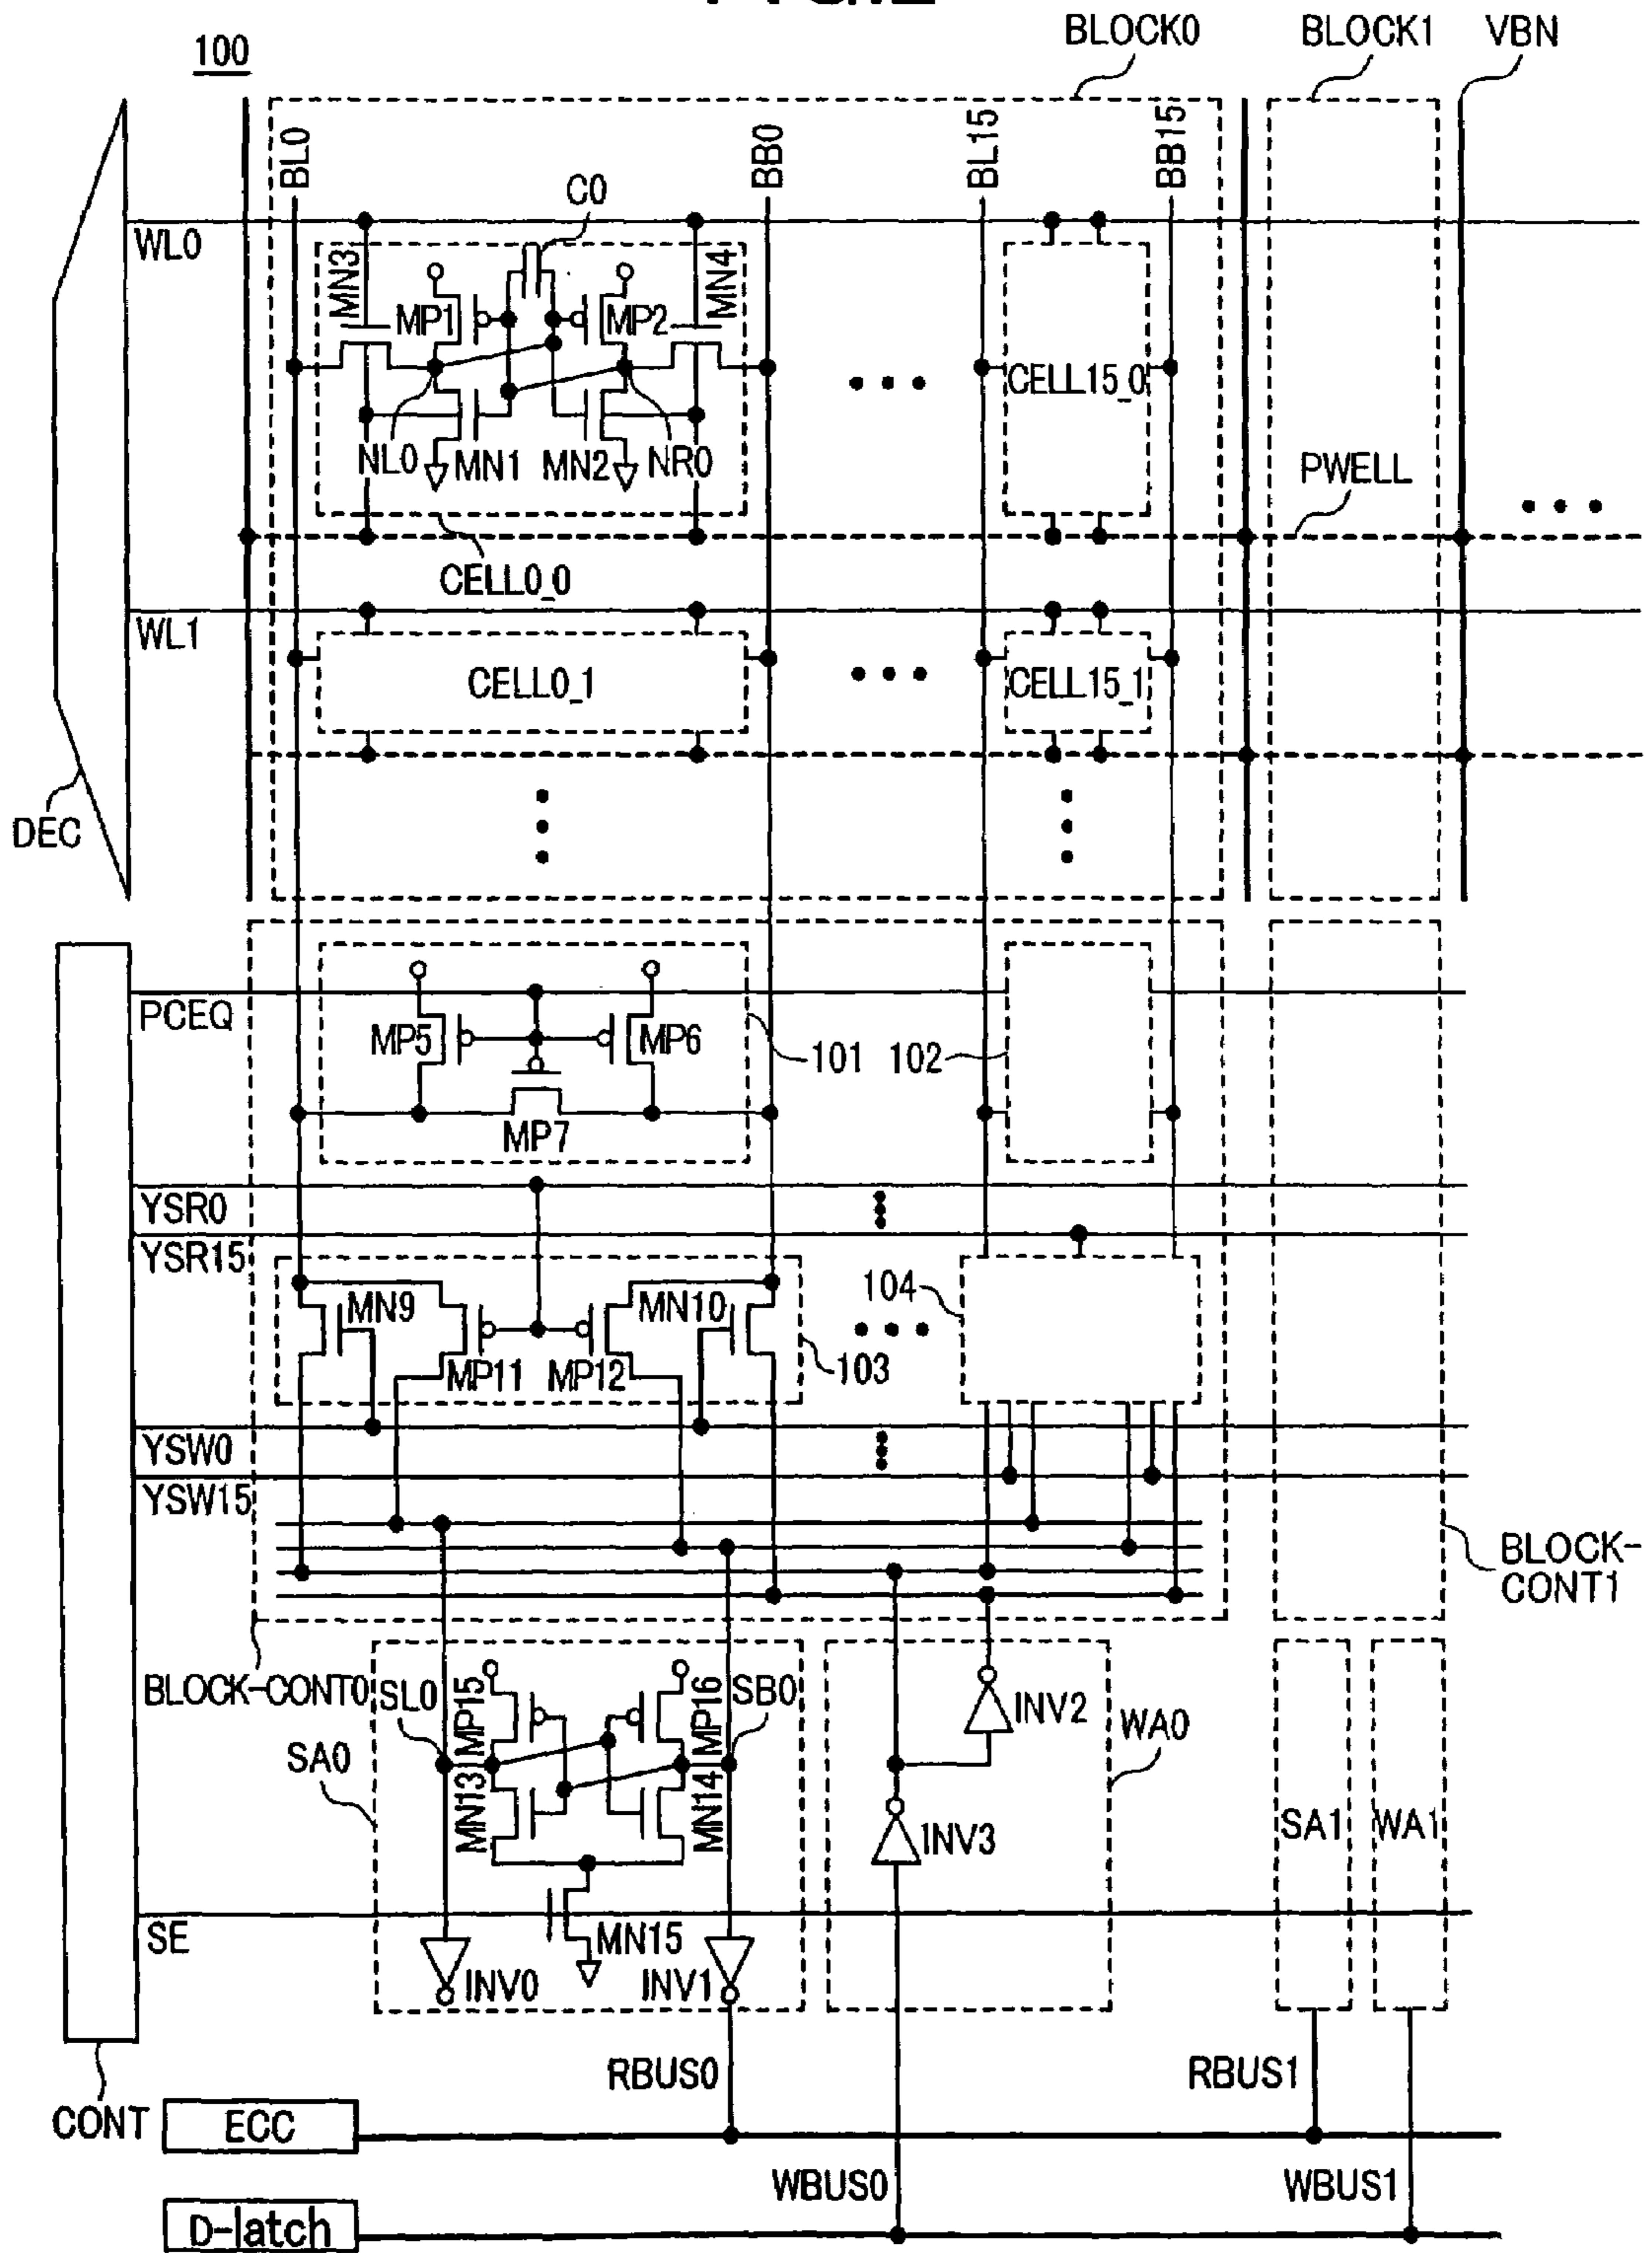 100
BLOCK0
BLOCK1
VBN
BL0
BB0
BL15
BB15
C0
WL0
MN3
MP1
MP2
MN4
CELL15_0
NL0
MN1
MN2
NR0
PWELL
CELL0_0
WL1
CELL0_1
CELL15_1
DEC
PCEQ
MP5
MP6
101
102
MP7
YSR0
YSR15
MN9
MN10
104
MP11
MP12
103
YSW0
YSW15
BLOCK-
CONT1
BLOCK-CONT0
SL0
MP15
MP16
SB0
INV2
WA0
SA0
MN13
MN14
INV3
SA1
WA1
SE
MN15
INV0
INV1
RBUS0
RBUS1
CONT
ECC
WBUS0
WBUS1
D-latch